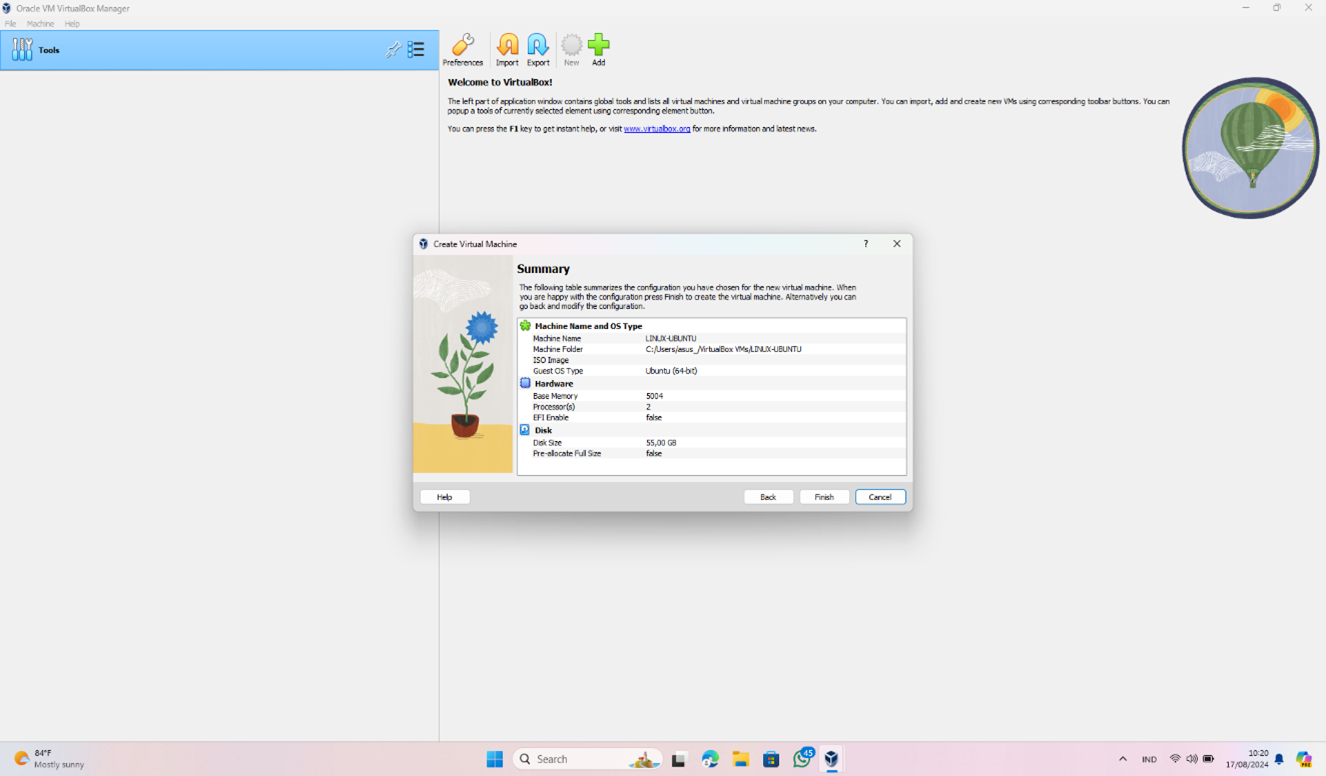 Oracle VM VirtualBox Manager
File Machine Help
Tools
Preferences Import Export New Add
Welcome to VirtualBox!
The left part of application window contains global tools and lists all virtual machines and virtual machine groups on your computer. You can import, add and create new VMs using corresponding toolbar buttons. You can
popup a tools of currently selected element using corresponding element button.
You can press the F1 key to get instant help, or visit www.virtualbox.org for more information and latest news.
Create Virtual Machine
?
Summary
The following table summarizes the configuration you have chosen for the new virtual machine. When
you are happy with the configuration press Finish to create the virtual machine. Alternatively you can
go back and modify the configuration.
Machine Name and OS Type
Machine Name LINUX-UBUNTU
Machine Folder C:/Users/asus_/VirtualBox VMs/LINUX-UBUNTU
ISO Image
Guest OS Type Ubuntu (64-bit)
Hardware
Base Memory 5004
Processor(s) 2
EFI Enable false
Disk
Disk Size 55,00 GB
Pre-allocate Full Size false
Help Back Finish Cancel
84°F
Mostly sunny
Search
45
IND
10:20
17/08/2024
PRE